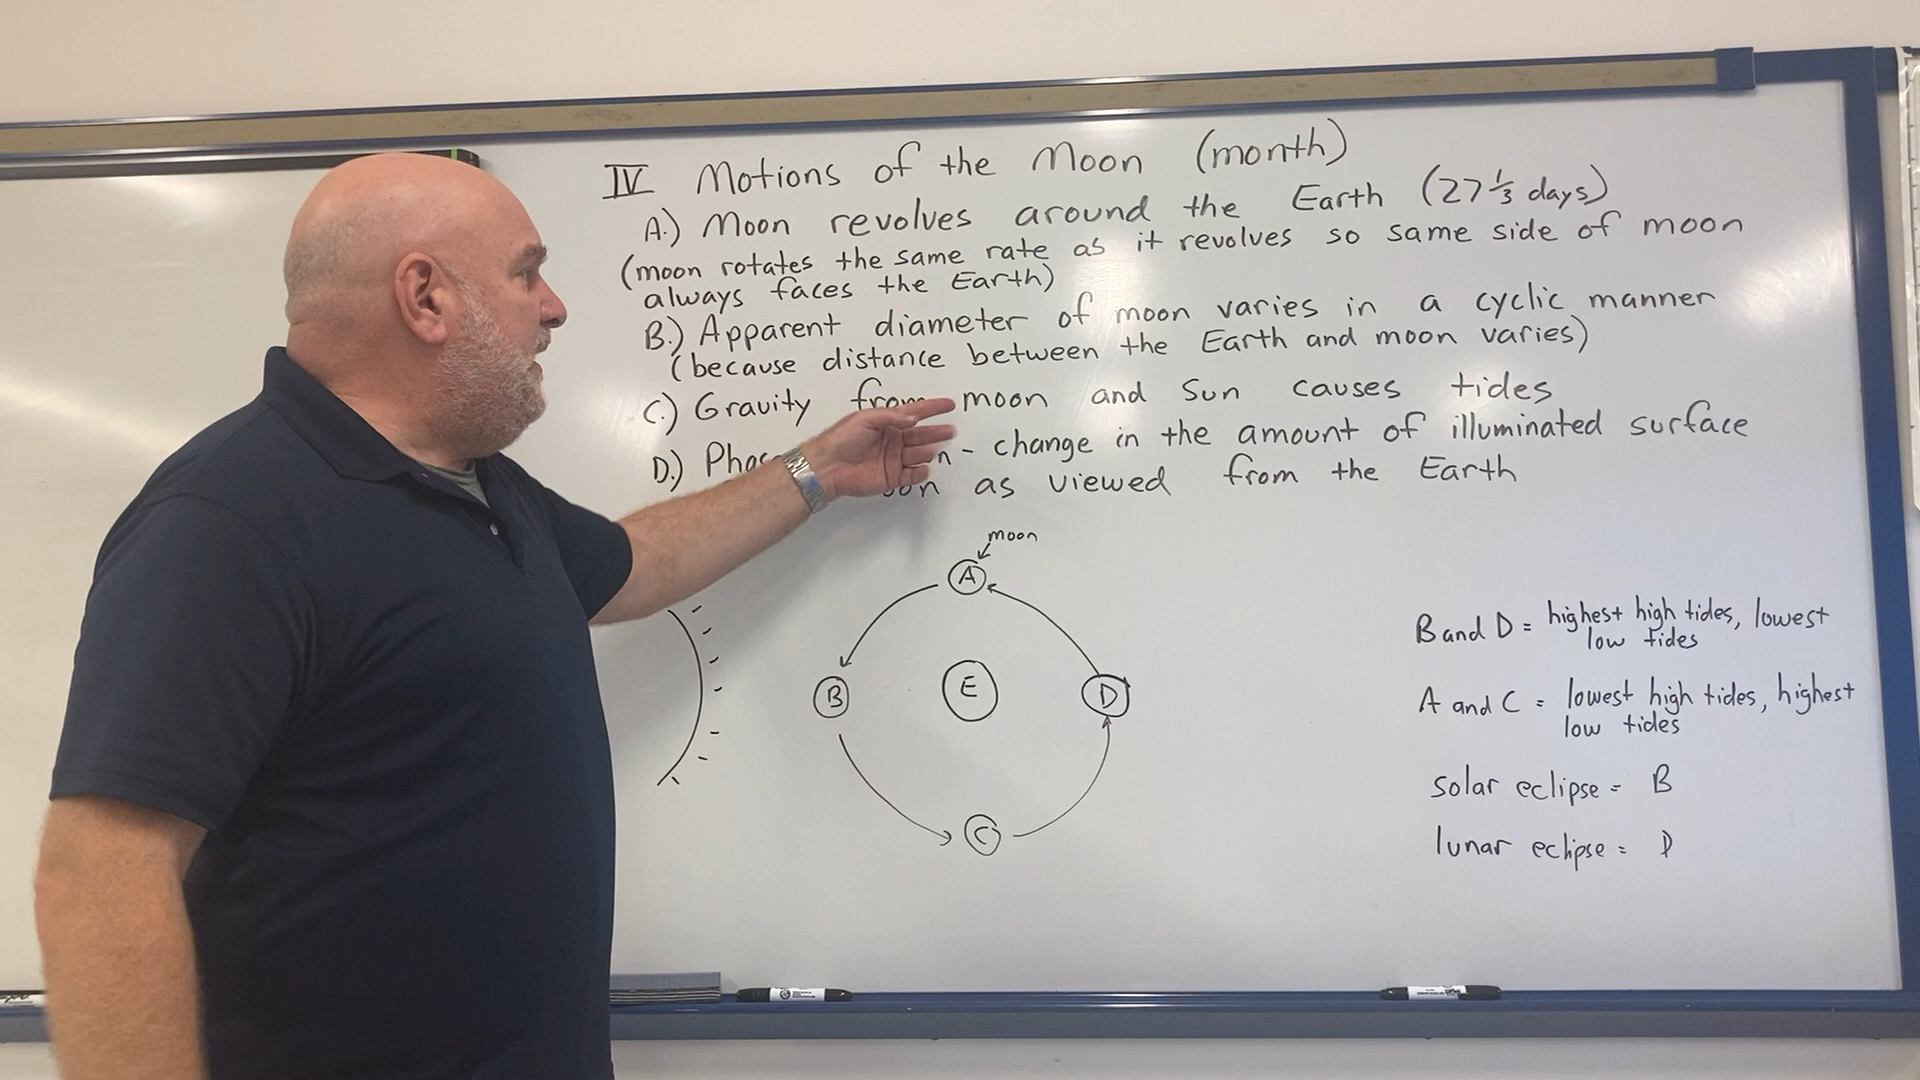 IV Motions of the Moon (month)
A.) Moon revolves around the Earth (27 1/3 days)
(moon rotates the same rate as it revolves so same side of moon
always faces the Earth)
B.) Apparent diameter of moon varies in a cyclic manner
(because distance between the Earth and moon varies)
C.) Gravity from moon and Sun causes tides
D.) - change in the amount of illuminated surface
as viewed from the Earth
moon
A
B
E
D
C
B and D = highest high tides, lowest
low tides
A and C = lowest high tides, highest
low tides
solar eclipse = B
lunar eclipse = D